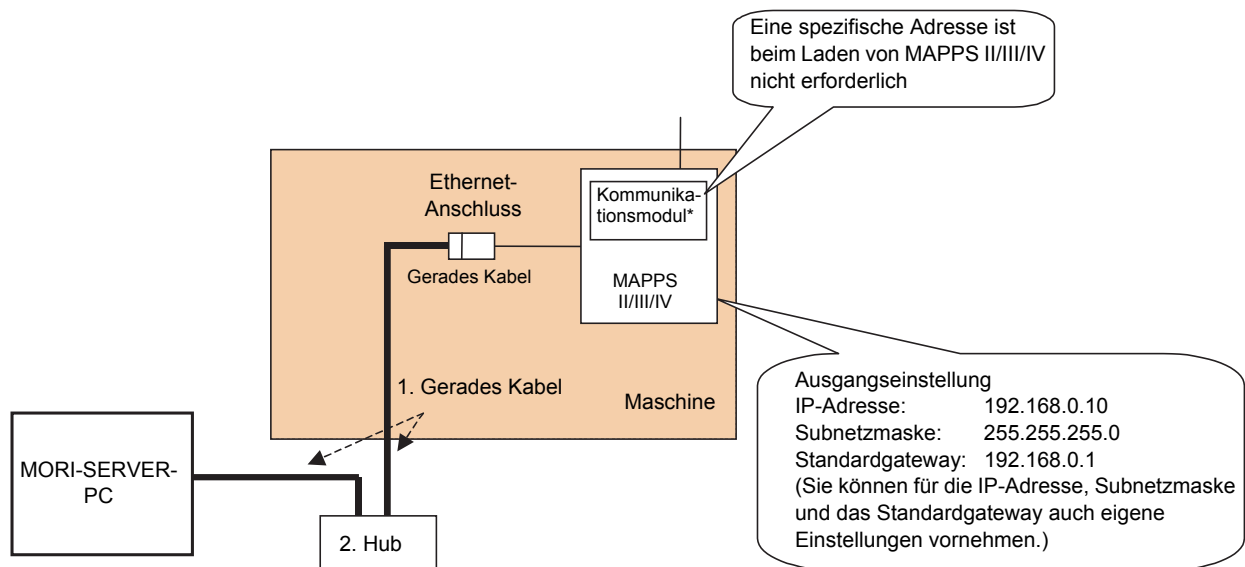 Eine spezifische Adresse ist
beim Laden von MAPPS II/III/IV
nicht erforderlich
Ethernet-
Anschluss
Kommunika-
tionsmodul*
Gerades Kabel
MAPPS
II/III/IV
1. Gerades Kabel
Maschine
MORI-SERVER-
PC
2. Hub
Ausgangseinstellung
IP-Adresse: 192.168.0.10
Subnetzmaske: 255.255.255.0
Standardgateway: 192.168.0.1
(Sie können für die IP-Adresse, Subnetzmaske
und das Standardgateway auch eigene
Einstellungen vornehmen.)